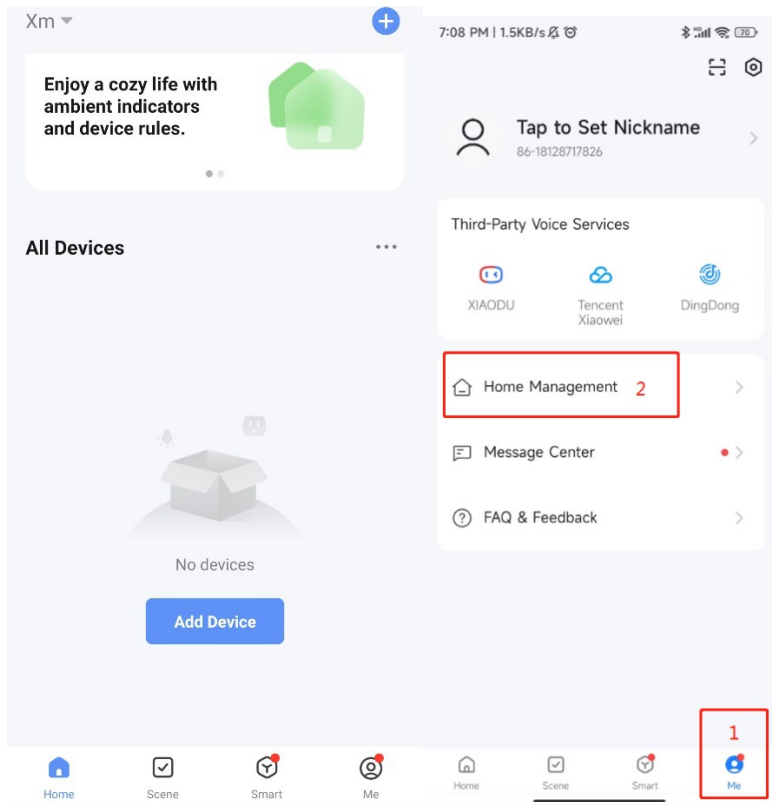 Xm
Enjoy a cozy life with
ambient indicators
and device rules.
All Devices
No devices
Add Device
Home
Scene
Smart
Me
7:08 PM | 1.5KB/s
70
Tap to Set Nickname
86-18128717826
Third-Party Voice Services
XIAODU
Tencent
Xiaowei
DingDong
Home Management 2
Message Center
FAQ & Feedback
1
Home
Scene
Smart
Me